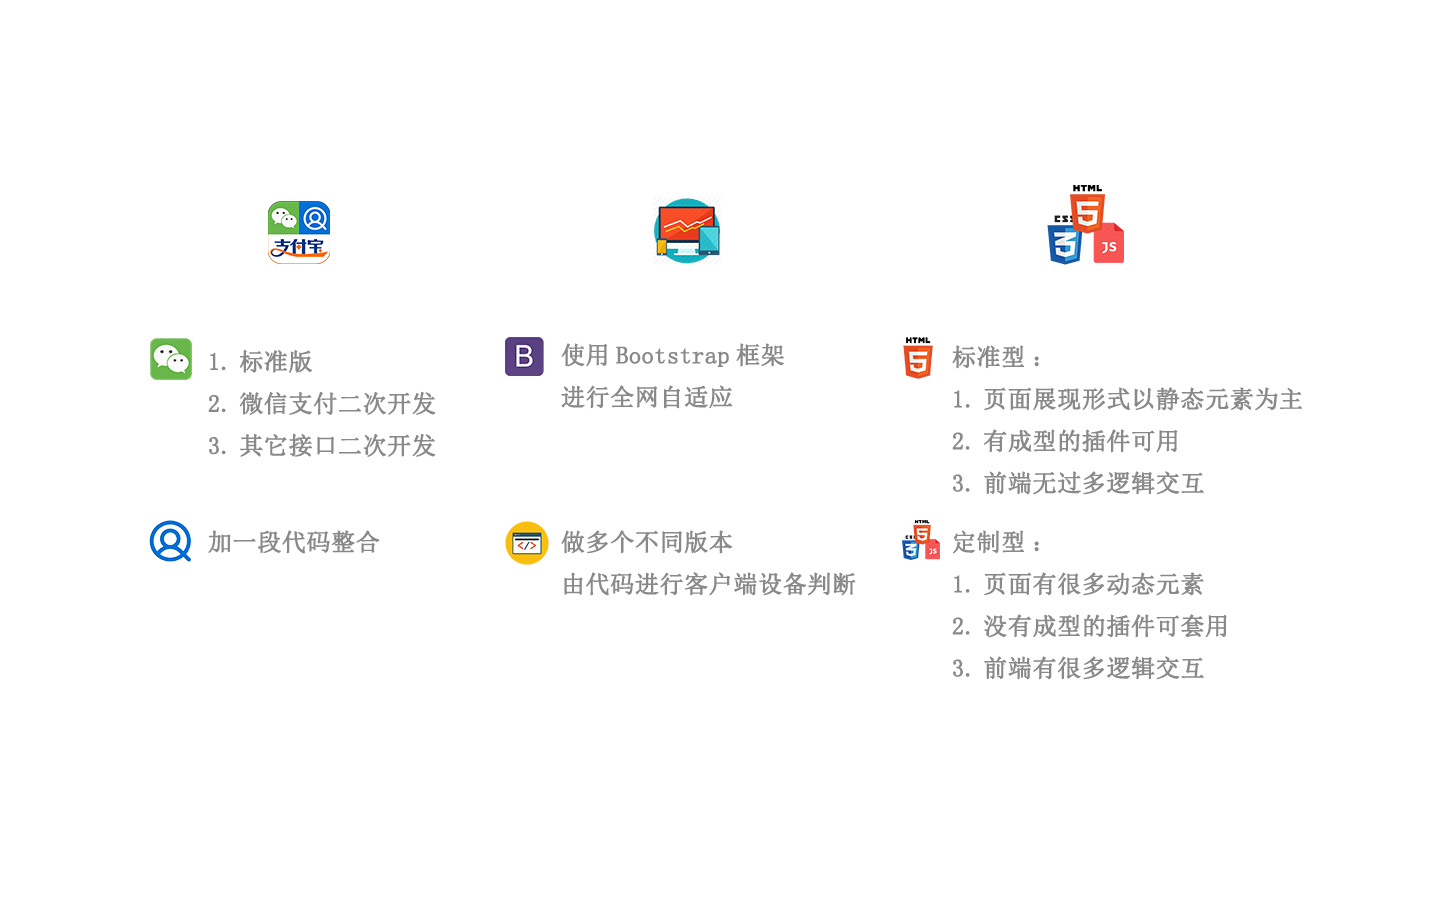 支付宝
HTML
5
CSS
3
JS
1. 标准版
2. 微信支付二次开发
3. 其它接口二次开发
加一段代码整合
B
使用 Bootstrap 框架
进行全网自适应
</>
做多个不同版本
由代码进行客户端设备判断
HTML
5
标准型：
1. 页面展现形式以静态元素为主
2. 有成型的插件可用
3. 前端无过多逻辑交互
HTML
5
3
JS
定制型：
1. 页面有很多动态元素
2. 没有成型的插件可套用
3. 前端有很多逻辑交互